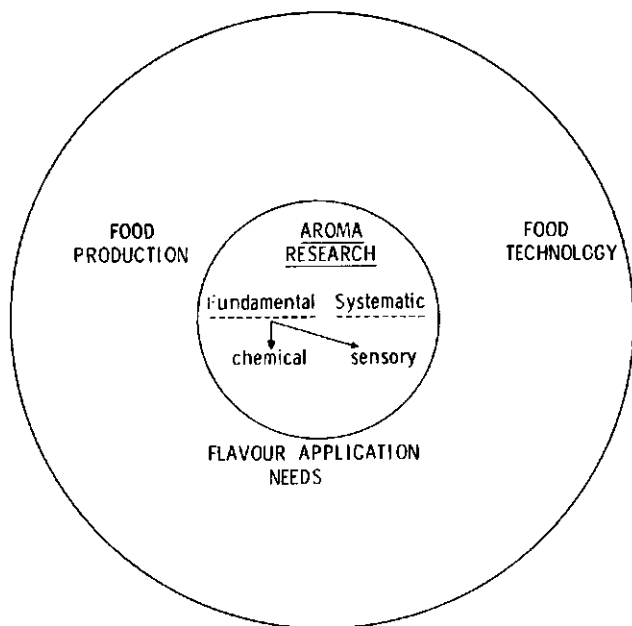 FOOD
PRODUCTION
AROMA
RESEARCH
FOOD
TECHNOLOGY
Fundamental Systematic
chemical sensory
FLAVOUR APPLICATION
NEEDS